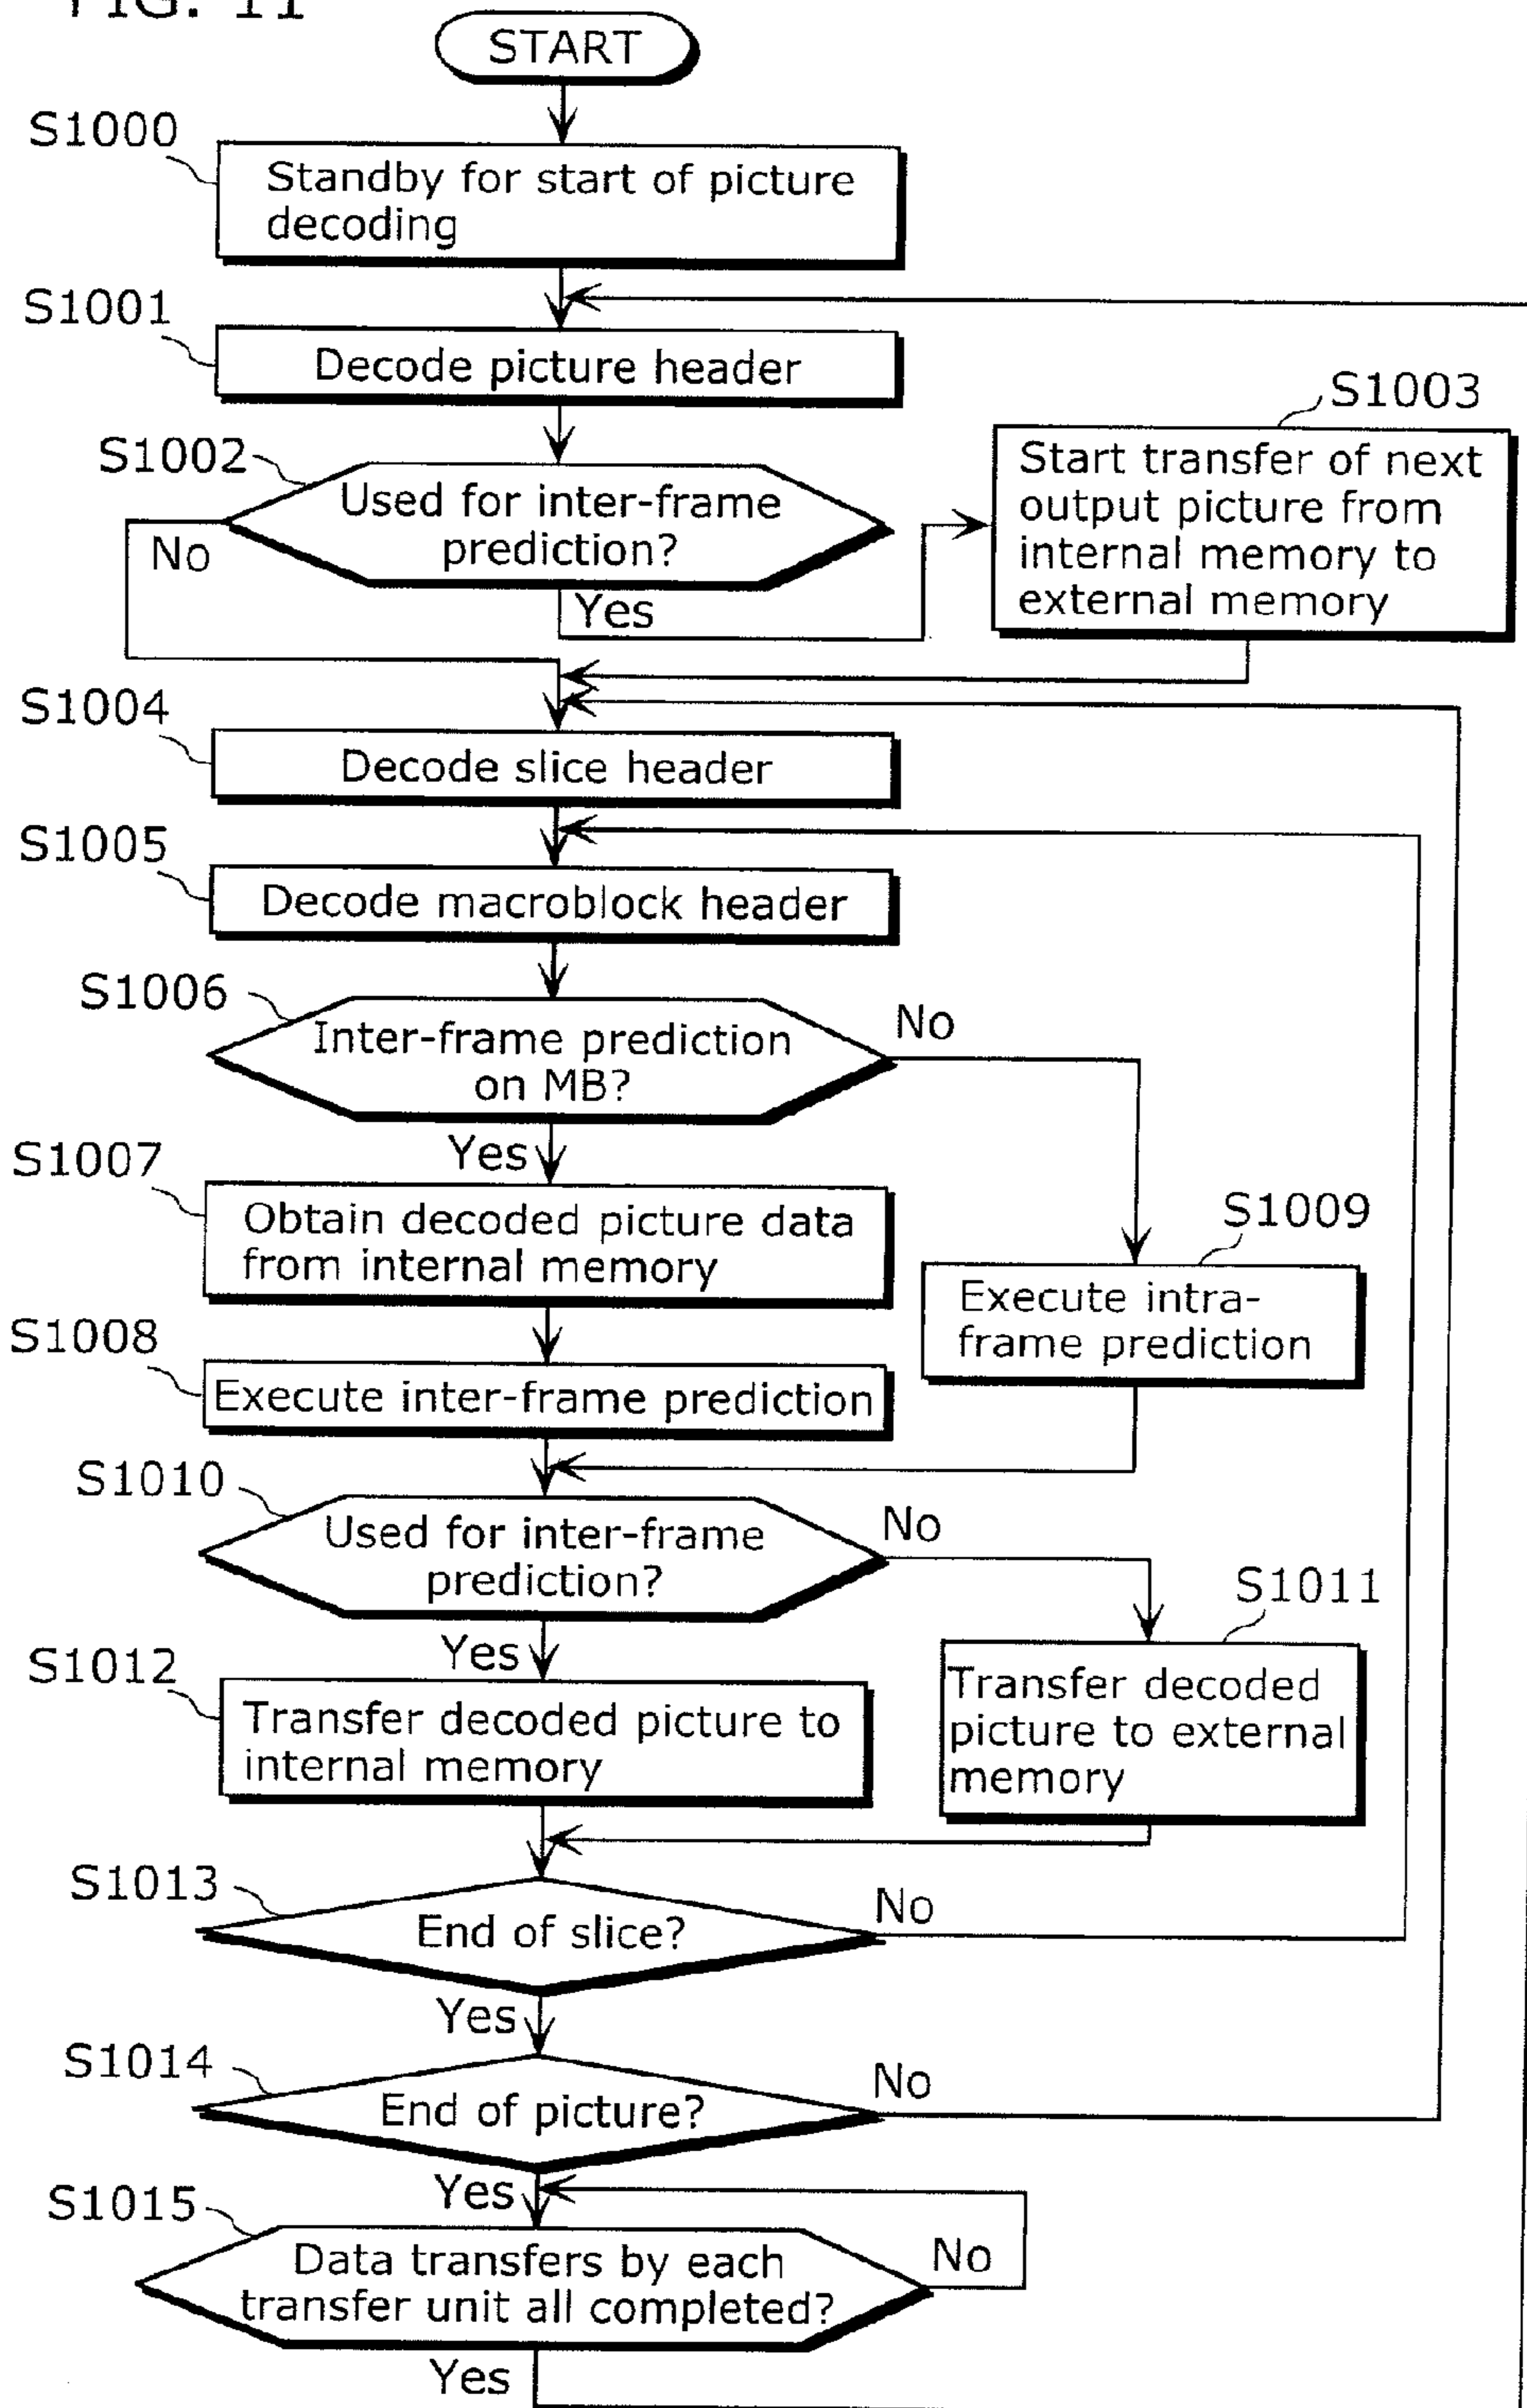 FIG. 11
START
S1000
Standby for start of picture
decoding
S1001
Decode picture header
S1003
Start transfer of next
output picture from
internal memory to
external memory
S1002
Used for inter-frame
prediction?
No
Yes
S1004
Decode slice header
S1005
Decode macroblock header
S1006
Inter-frame prediction
on MB?
No
Yes
S1007
Obtain decoded picture data
from internal memory
S1009
Execute intra-
frame prediction
S1008
Execute inter-frame prediction
S1010
Used for inter-frame
prediction?
No
Yes
S1011
Transfer decoded
picture to external
memory
S1012
Transfer decoded picture to
internal memory
S1013
End of slice?
No
Yes
S1014
End of picture?
No
Yes
S1015
Data transfers by each
transfer unit all completed?
No
Yes